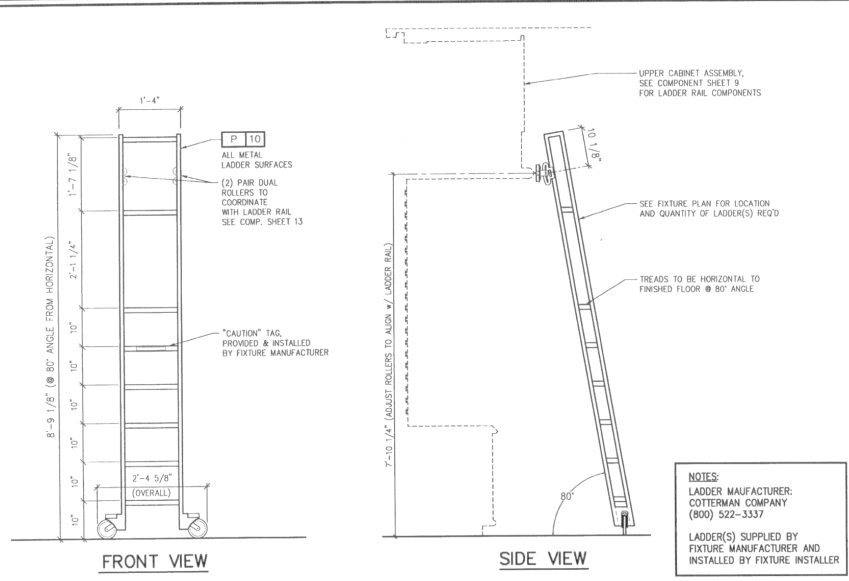 1'-4"
P 10
ALL METAL
LADDER SURFACES
(2) PAIR DUAL
ROLLERS TO
COORDINATE
WITH LADDER RAIL
SEE COMP. SHEET 13
1'-7 1/8"
2'-1 1/4"
8'-9 1/8" (@ 80° ANGLE FROM HORIZONTAL)
10"
10"
10"
10"
10"
10"
"CAUTION" TAG,
PROVIDED & INSTALLED
BY FIXTURE MANUFACTURER
2'-4 5/8"
(OVERALL)
FRONT VIEW
UPPER CABINET ASSEMBLY,
SEE COMPONENT SHEET 9
FOR LADDER RAIL COMPONENTS
10 1/8"
SEE FIXTURE PLAN FOR LOCATION
AND QUANTITY OF LADDER(S) REQ'D
TREADS TO BE HORIZONTAL TO
FINISHED FLOOR @ 80° ANGLE
7'-10 1/4" (ADJUST ROLLERS TO ALIGN w/ LADDER RAIL)
80°
SIDE VIEW
NOTES:
LADDER MAUFACTURER:
COTTERMAN COMPANY
(800) 522-3337
LADDER(S) SUPPLIED BY
FIXTURE MANUFACTURER AND
INSTALLED BY FIXTURE INSTALLER